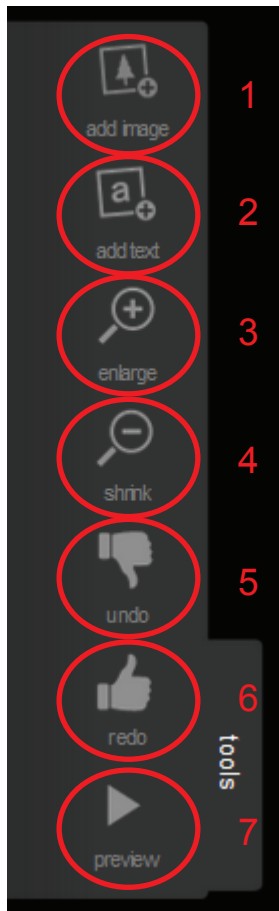 1
add image
a
2
add text
3
enlarge
4
shrink
5
undo
6
redo
tools
7
preview